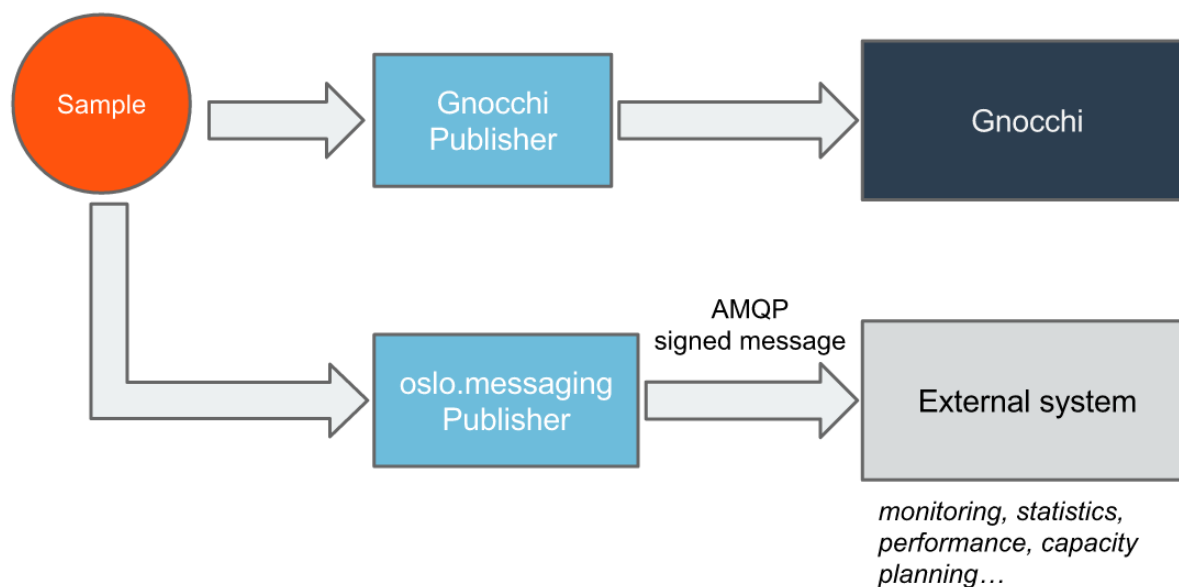 Sample
Gnocchi
Publisher
Gnocchi
AMQP
signed message
oslo.messaging
Publisher
External system
monitoring, statistics,
performance, capacity
planning…